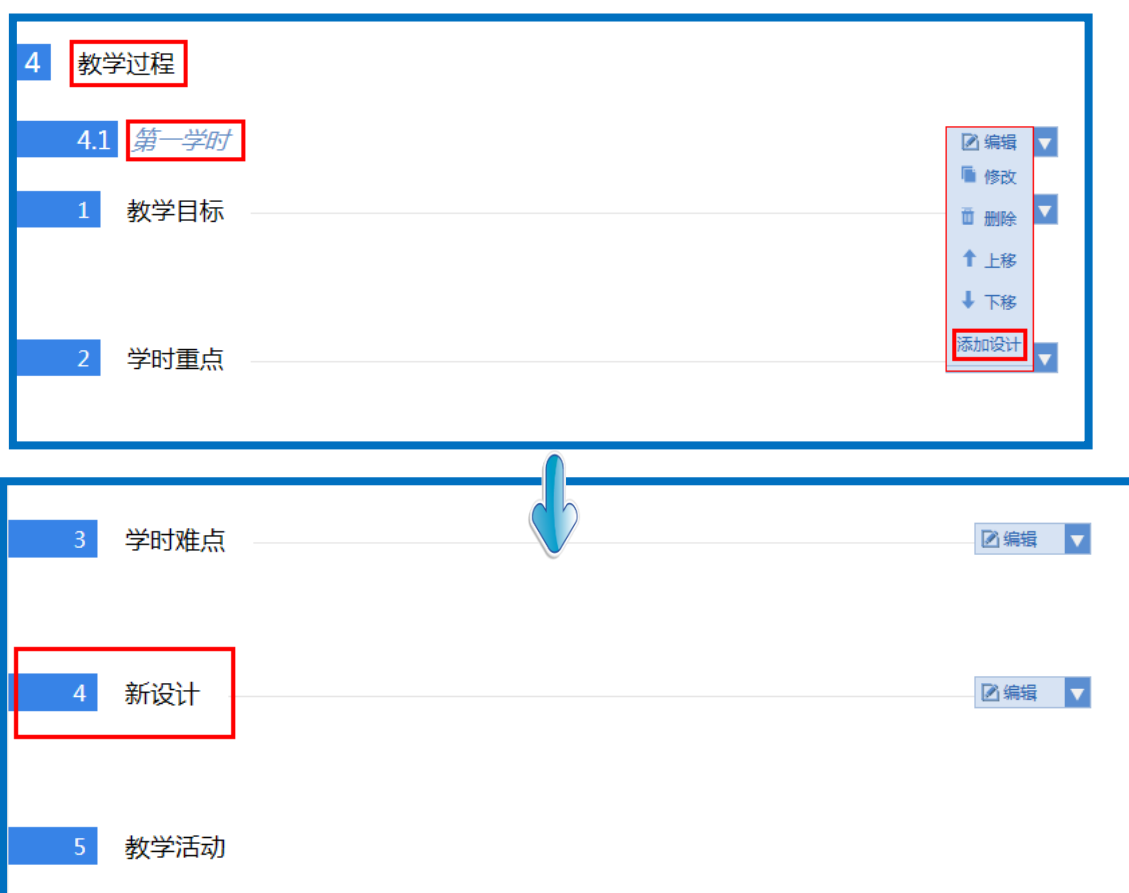 4 教学过程
4.1 第一学时
编辑
修改
1 教学目标
删除
上移
下移
添加设计
2 学时重点
3 学时难点 编辑
4 新设计 编辑
5 教学活动